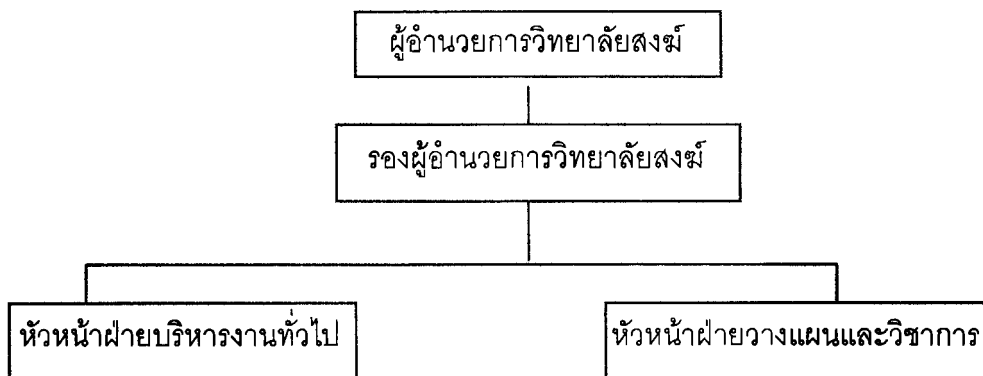 ผู้อำนวยการวิทยาลัยสงฆ์
รองผู้อำนวยการวิทยาลัยสงฆ์
หัวหน้าฝ่ายบริหารงานทั่วไป
หัวหน้าฝ่ายวางแผนและวิชาการ